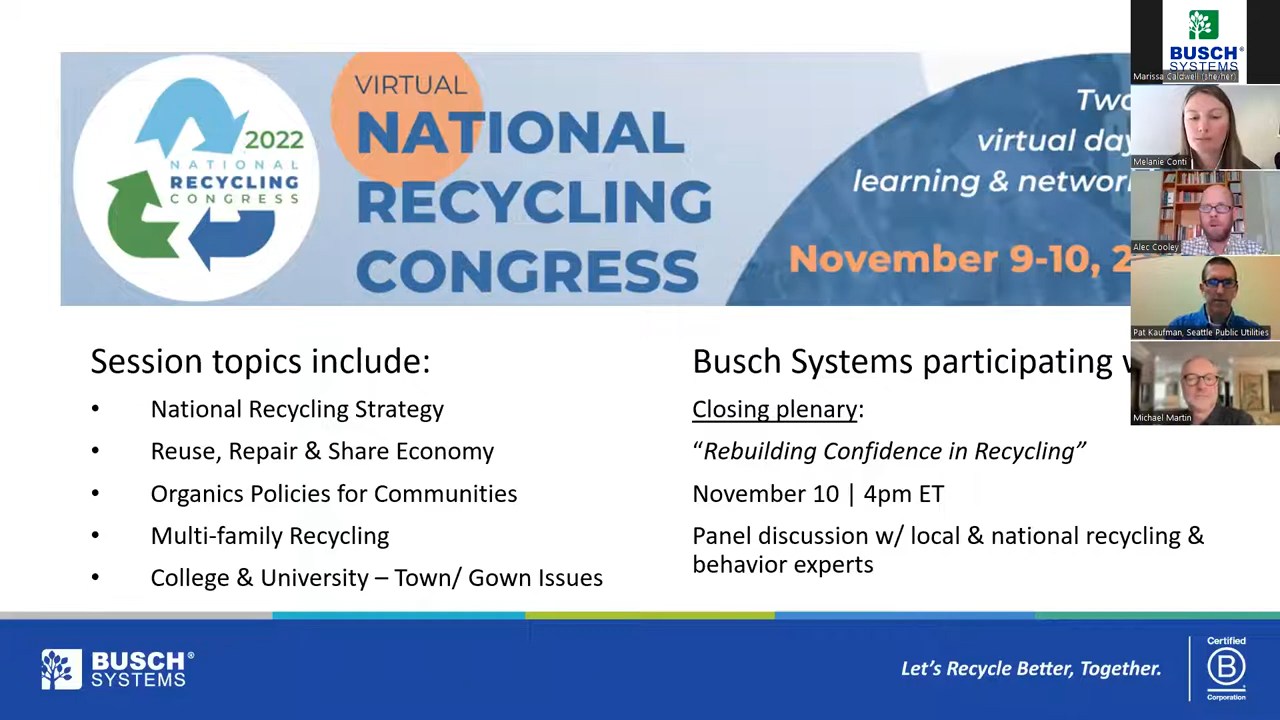 VIRTUAL
NATIONAL
RECYCLING
CONGRESS
2022
NATIONAL
RECYCLING
CONGRESS
Two
virtual day
learning & networ
November 9-10, 2
Session topics include:
• National Recycling Strategy
• Reuse, Repair & Share Economy
• Organics Policies for Communities
• Multi-family Recycling
• College & University – Town/ Gown Issues
Busch Systems participating
Closing plenary:
“Rebuilding Confidence in Recycling”
November 10 | 4pm ET
Panel discussion w/ local & national recycling &
behavior experts
BUSCH®
SYSTEMS
Marissa Caldwell (she/her)
Melanie Conti
Alec Cooley
Pat Kaufman, Seattle Public Utilities
Michael Martin
BUSCH®
SYSTEMS
Let’s Recycle Better, Together.
Certified
B
Corporation